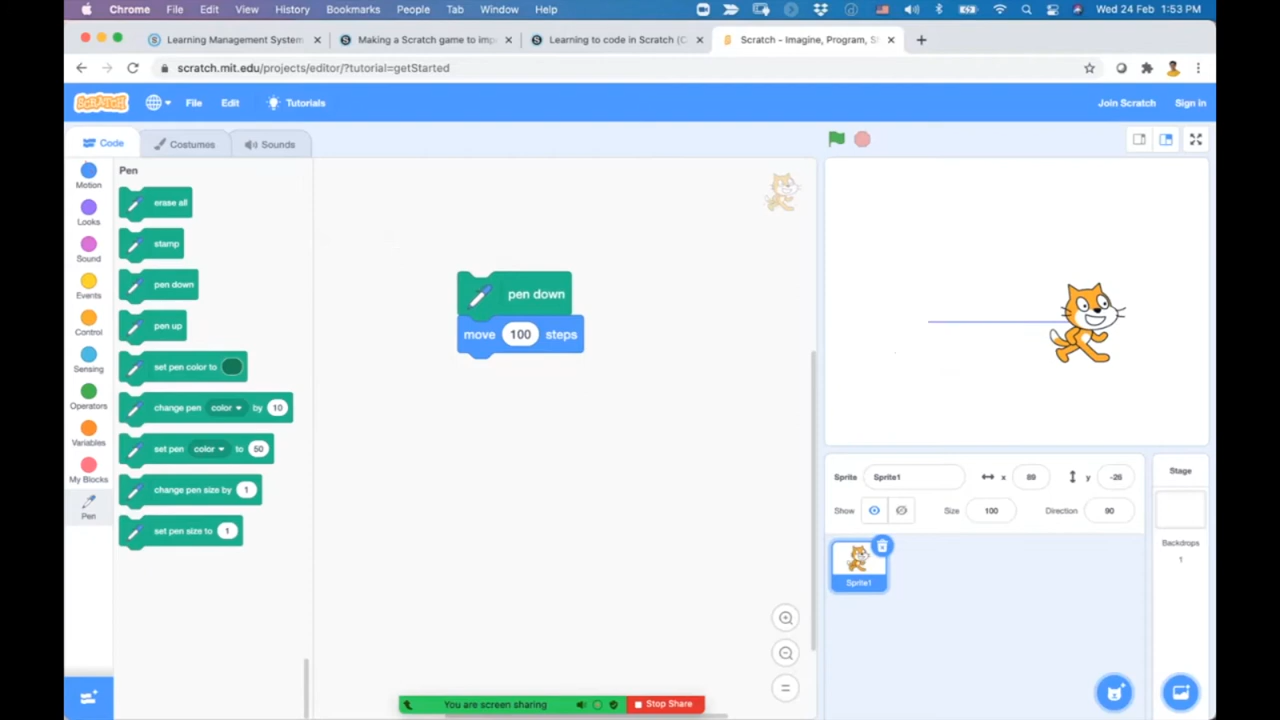 Chrome File Edit View History Bookmarks People Tab Window Help Wed 24 Feb 1:53 PM
Learning Management System Making a Scratch game to imp Learning to code in Scratch (C Scratch - Imagine, Program, S
scratch.mit.edu/projects/editor/?tutorial=getStarted
SCRATCH File Edit Tutorials Join Scratch Sign in
Code Costumes Sounds
Motion
Looks
Sound
Events
Control
Sensing
Operators
Variables
My Blocks
Pen
Pen
erase all
stamp
pen down
pen up
set pen color to
change pen color by 10
set pen color to 50
change pen size by 1
set pen size to 1
pen down
move 100 steps
Sprite Sprite1 x 89 y -26
Show Size 100 Direction 90
Sprite1
Stage
Backdrops
1
You are screen sharing Stop Share